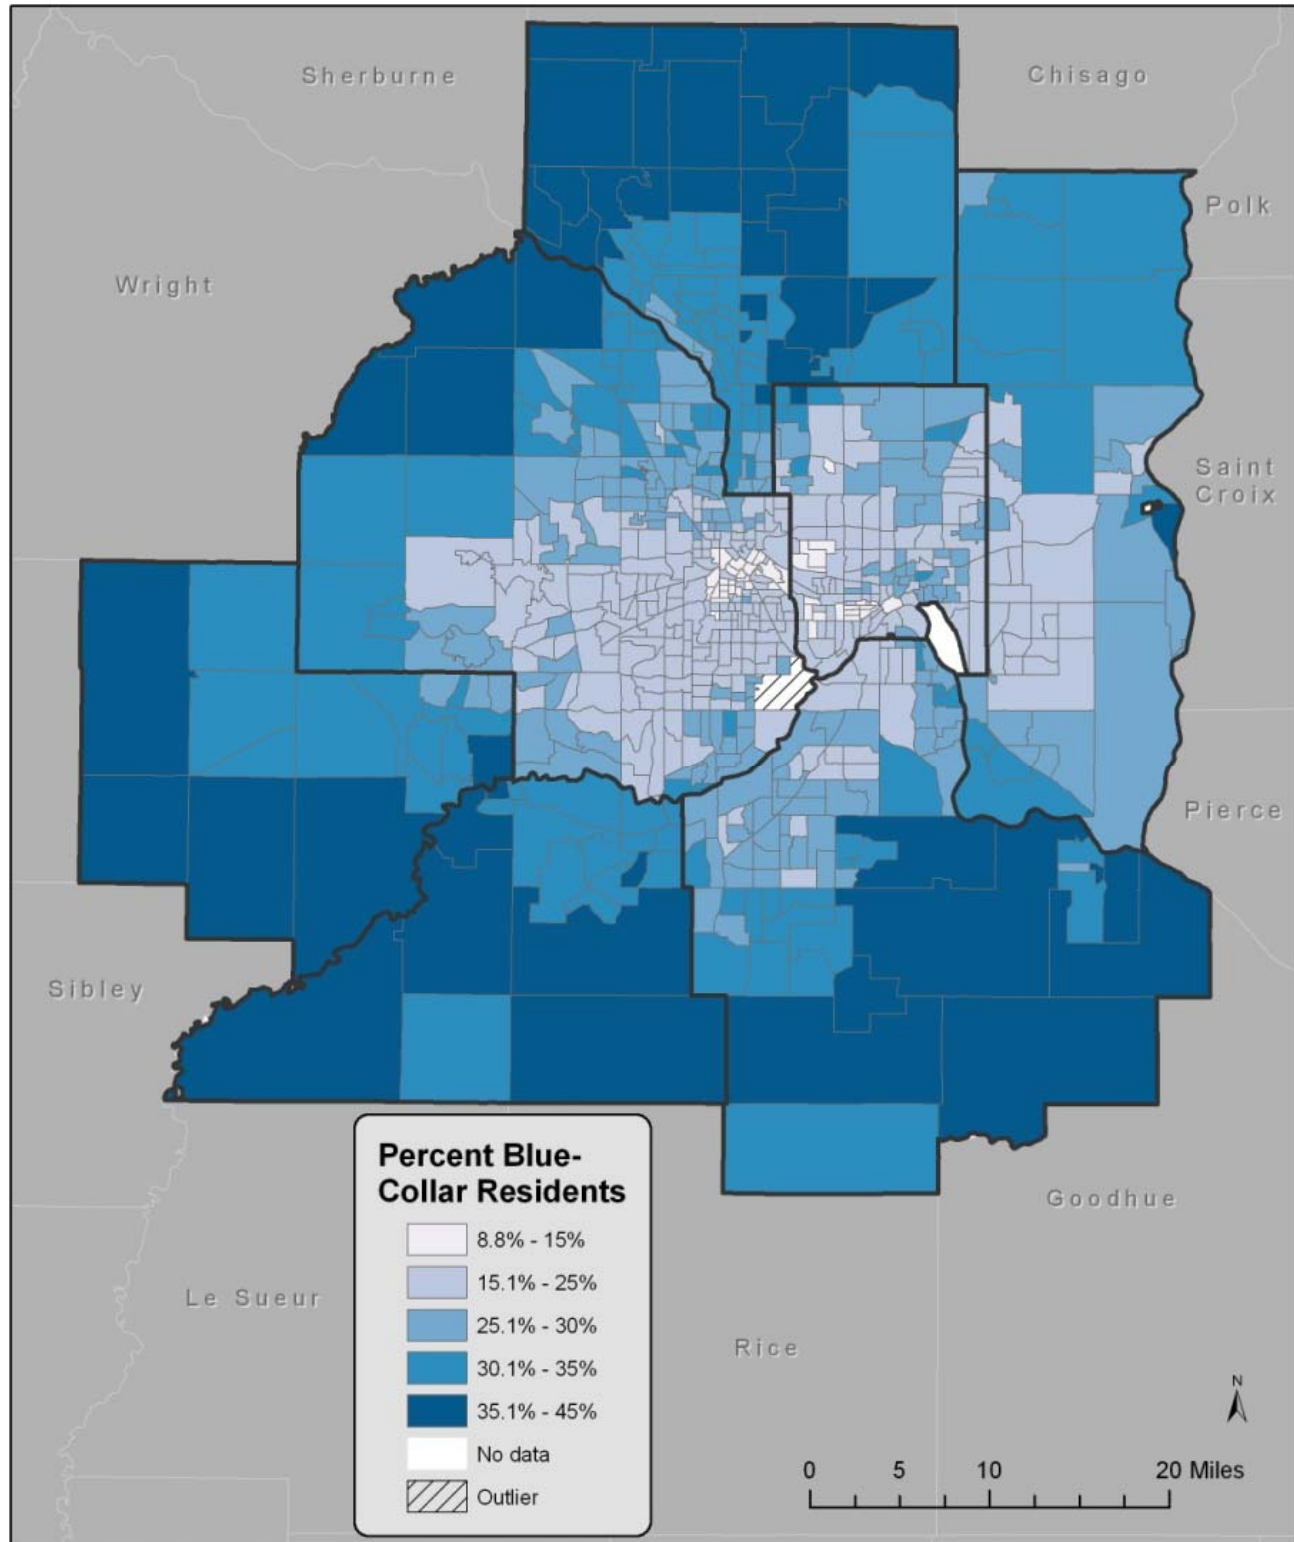 Sherburne
Chisago
Polk
Wright
Saint
Croix
Pierce
Sibley
Goodhue
Le Sueur
Rice
Percent Blue-
Collar Residents
8.8% - 15%
15.1% - 25%
25.1% - 30%
30.1% - 35%
35.1% - 45%
No data
Outlier
N
0 5 10 20 Miles